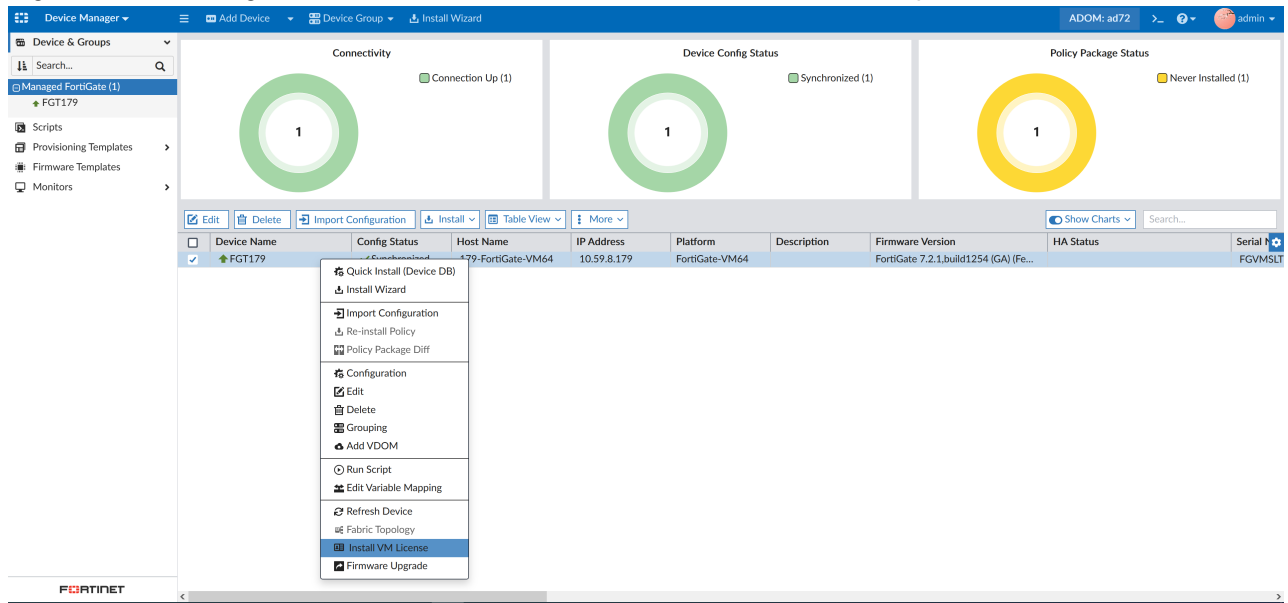 Device Manager
Add Device
Device Group
Install Wizard
ADOM: ad72
>_
admin
Device & Groups
Search...
Managed FortiGate (1)
FGT179
Scripts
Provisioning Templates
Firmware Templates
Monitors
Connectivity
Connection Up (1)
1
Device Config Status
Synchronized (1)
1
Policy Package Status
Never Installed (1)
1
Edit
Delete
Import Configuration
Install
Table View
More
Show Charts
Search...
Device Name Config Status Host Name IP Address Platform Description Firmware Version HA Status Serial
FGT179 179-FortiGate-VM64 10.59.8.179 FortiGate-VM64 FortiGate 7.2.1,build1254 (GA) (Fe... FGVMSLT
Quick Install (Device DB)
Install Wizard
Import Configuration
Re-install Policy
Policy Package Diff
Configuration
Edit
Delete
Grouping
Add VDOM
Run Script
Edit Variable Mapping
Refresh Device
Fabric Topology
Install VM License
Firmware Upgrade
FORTINET